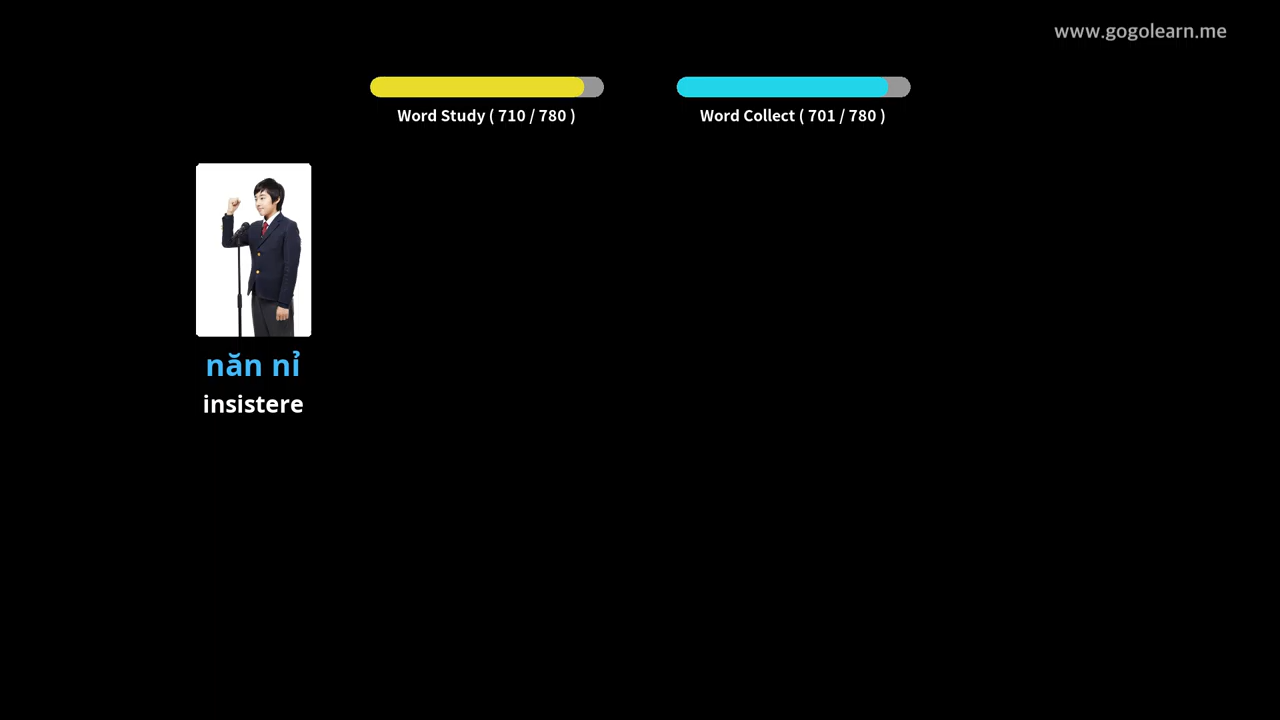 www.gogolearn.me
Word Study ( 710 / 780 )
Word Collect ( 701 / 780 )
năn nỉ
insistere